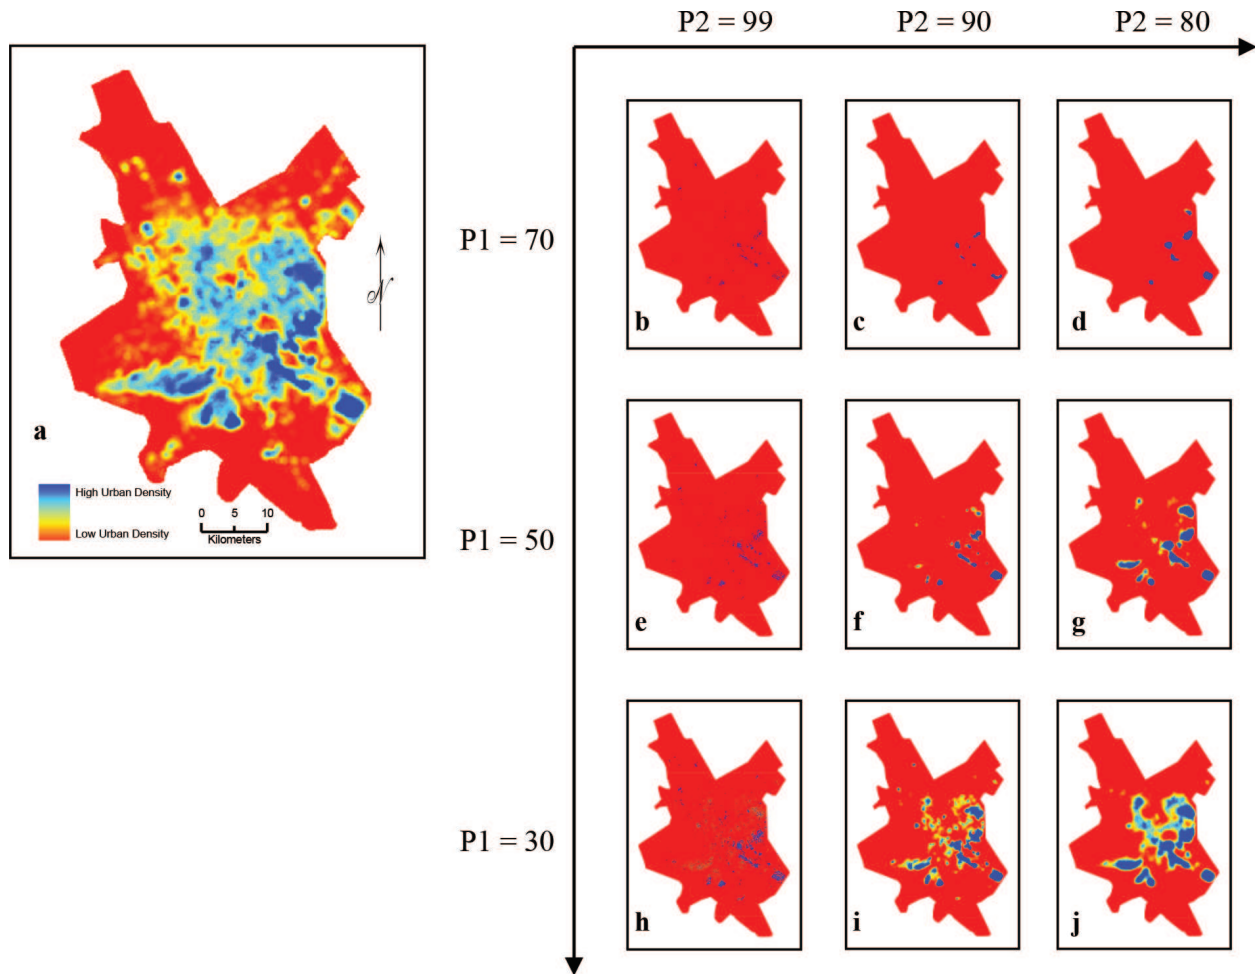 P2 = 99
P2 = 90
P2 = 80
a
N
High Urban Density
Low Urban Density
0 5 10
Kilometers
P1 = 70
b
c
d
P1 = 50
e
f
g
P1 = 30
h
i
j